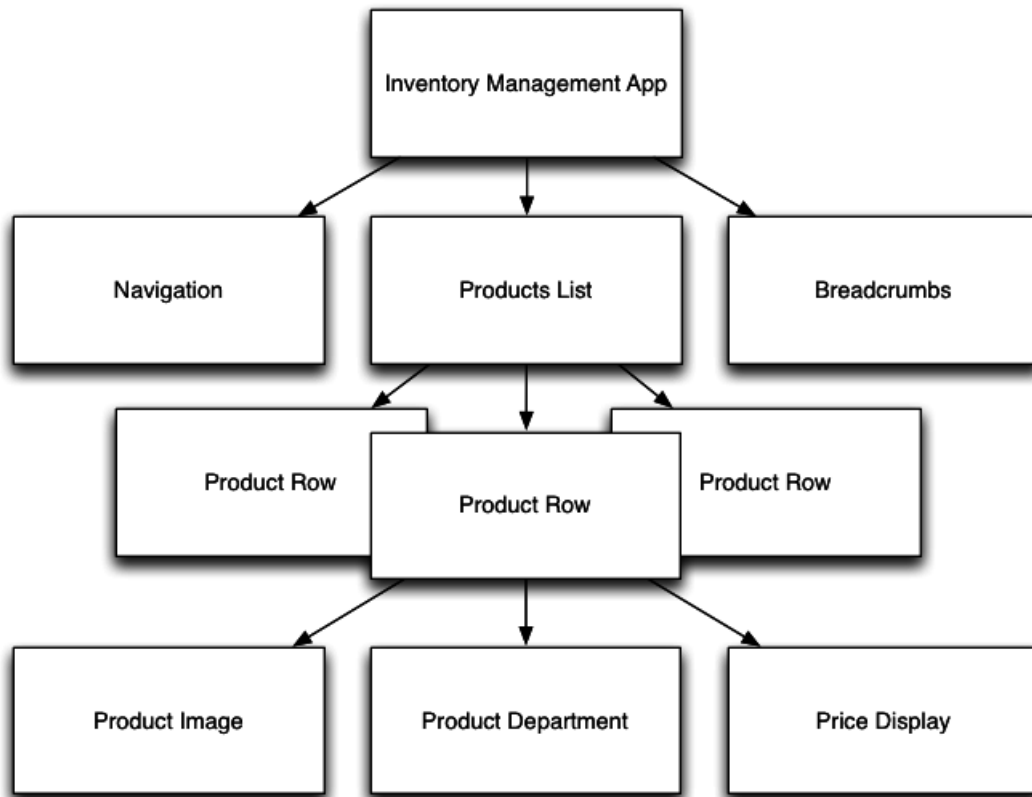 Inventory Management App
Navigation
Products List
Breadcrumbs
Product Row
Product Row
Product Row
Product Image
Product Department
Price Display